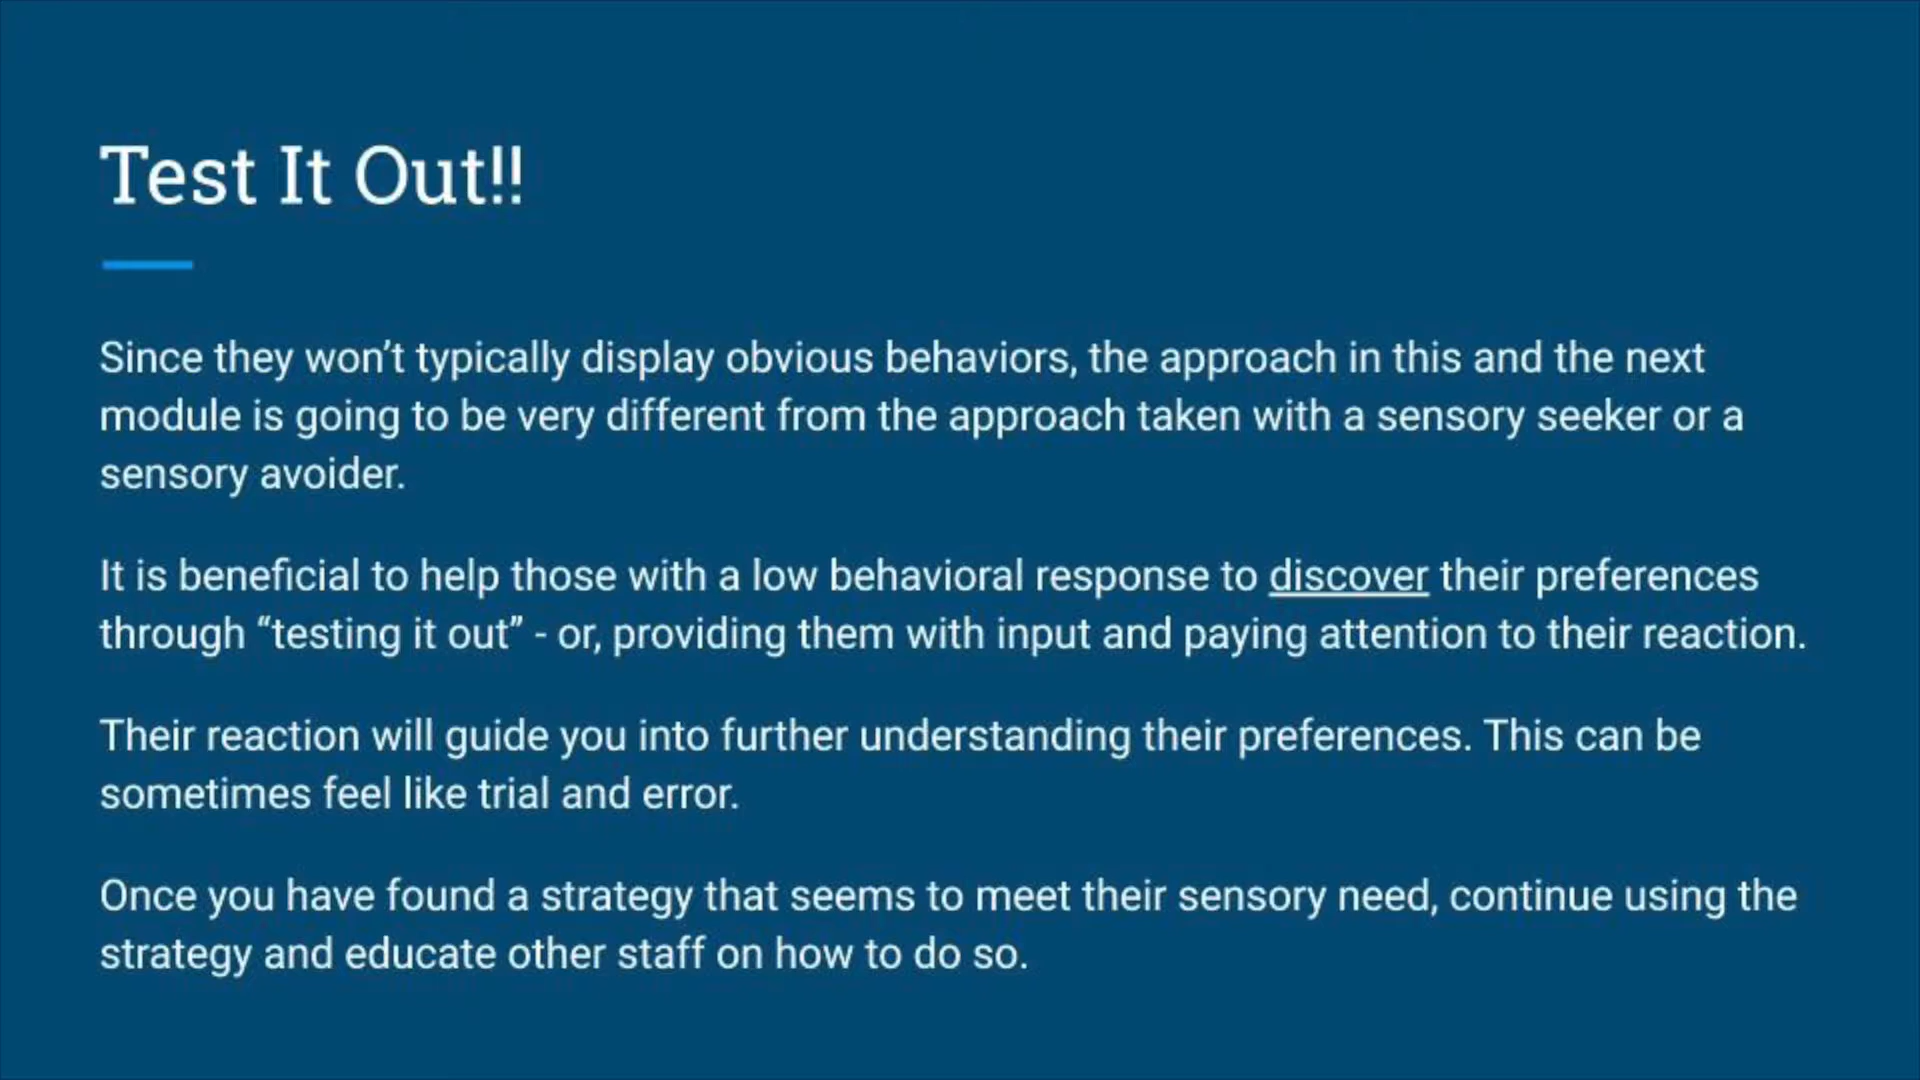 Test It Out!!
Since they won’t typically display obvious behaviors, the approach in this and the next
module is going to be very different from the approach taken with a sensory seeker or a
sensory avoider.
It is beneficial to help those with a low behavioral response to discover their preferences
through “testing it out” - or, providing them with input and paying attention to their reaction.
Their reaction will guide you into further understanding their preferences. This can be
sometimes feel like trial and error.
Once you have found a strategy that seems to meet their sensory need, continue using the
strategy and educate other staff on how to do so.